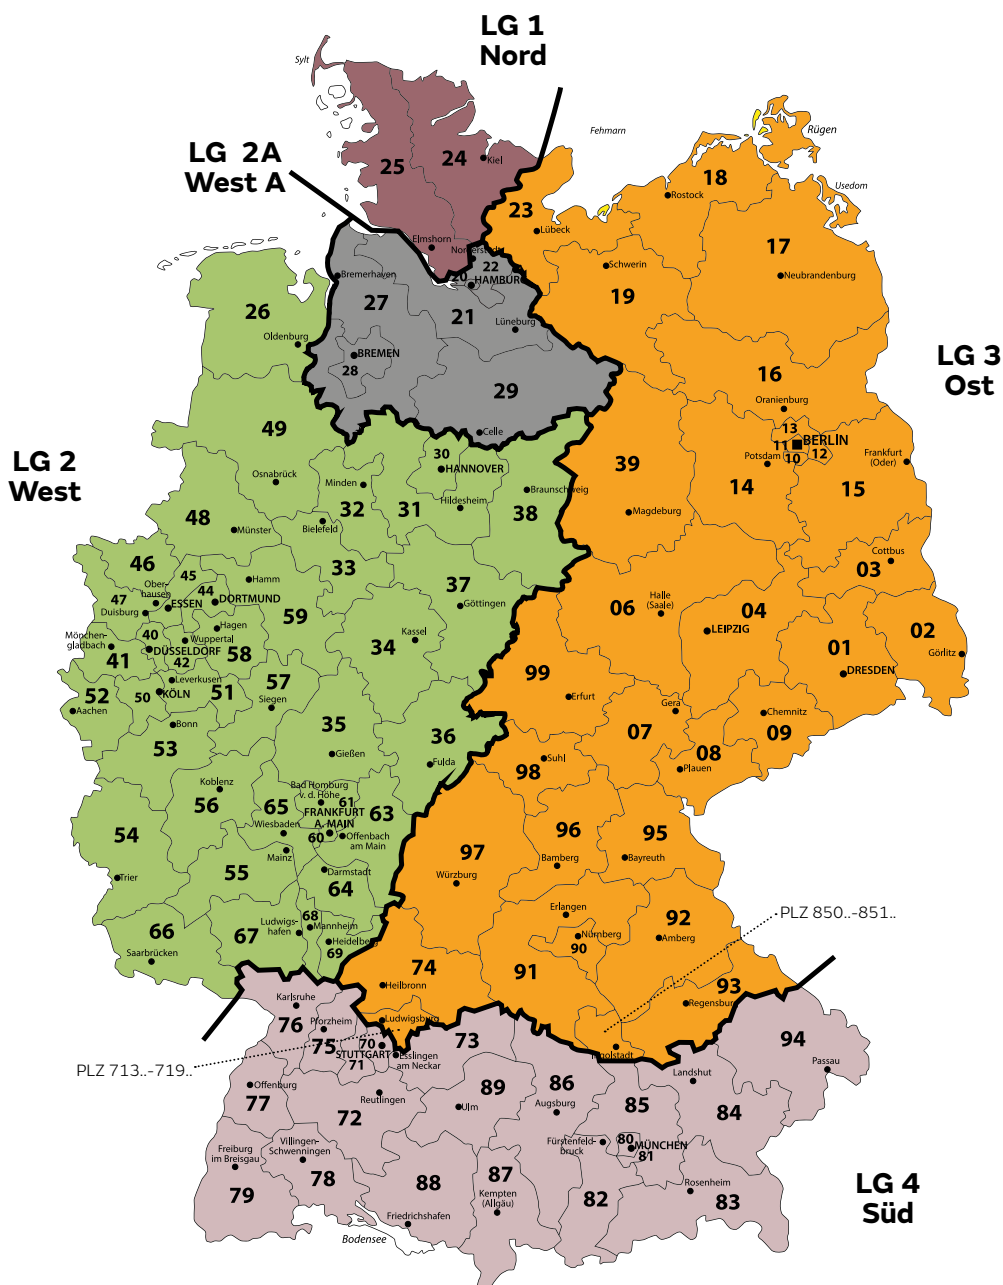 LG 1
Nord
Sylt
Fehmarn
Rügen
LG 2A
West A
25
24
Kiel
18
Usedom
Rostock
23
Lübeck
Elmshorn
17
Schwerin
Neubrandenburg
22
20
HAMBURG
Bremerhaven
19
27
26
21
Lüneburg
Oldenburg
LG 3
Ost
BREMEN
28
16
29
Oranienburg
49
Celle
13
BERLIN
11
10
12
30
HANNOVER
39
Potsdam
Frankfurt
(Oder)
LG 2
West
Osnabrück
Minden
Braunschweig
14
15
32
31
Hildesheim
38
Magdeburg
48
Münster
Bielefeld
Cottbus
46
33
03
45
Hamm
37
47
Ober-
hausen
44
DORTMUND
Halle
(Saale)
06
04
Duisburg
ESSEN
Göttingen
59
Hagen
LEIPZIG
02
Mönchen-
gladbach
40
Wuppertal
34
Kassel
01
DÜSSELDORF
41
42
58
Görlitz
Leverkusen
57
99
DRESDEN
52
50
KÖLN
51
Siegen
Erfurt
Aachen
Gera
Chemnitz
Bonn
35
36
07
09
53
Gießen
Fulda
98
Suhl
08
Plauen
Koblenz
Bad Homburg
v. d. Höhe
56
65
61
63
FRANKFURT
A. MAIN
54
Wiesbaden
60
Offenbach
am Main
96
95
97
Mainz
Bamberg
Bayreuth
Trier
55
Darmstadt
Würzburg
64
Erlangen
PLZ 850..-851..
68
92
66
67
Ludwigs-
hafen
Mannheim
Nürnberg
Amberg
Heidelberg
90
69
Saarbrücken
74
91
93
Heilbronn
Karlsruhe
Regensburg
76
Pforzheim
Ludwigsburg
73
94
75
70
STUTTGART
71
Esslingen
am Neckar
Ingolstadt
PLZ 713..-719..
Passau
Offenburg
89
86
Landshut
77
Reutlingen
85
72
Ulm
Augsburg
84
Freiburg
im Breisgau
Villingen-
Schwenningen
Fürstenfeld-
bruck
80
MÜNCHEN
81
78
88
87
79
Kempten
(Allgäu)
82
Rosenheim
83
LG 4
Süd
Friedrichshafen
Bodensee